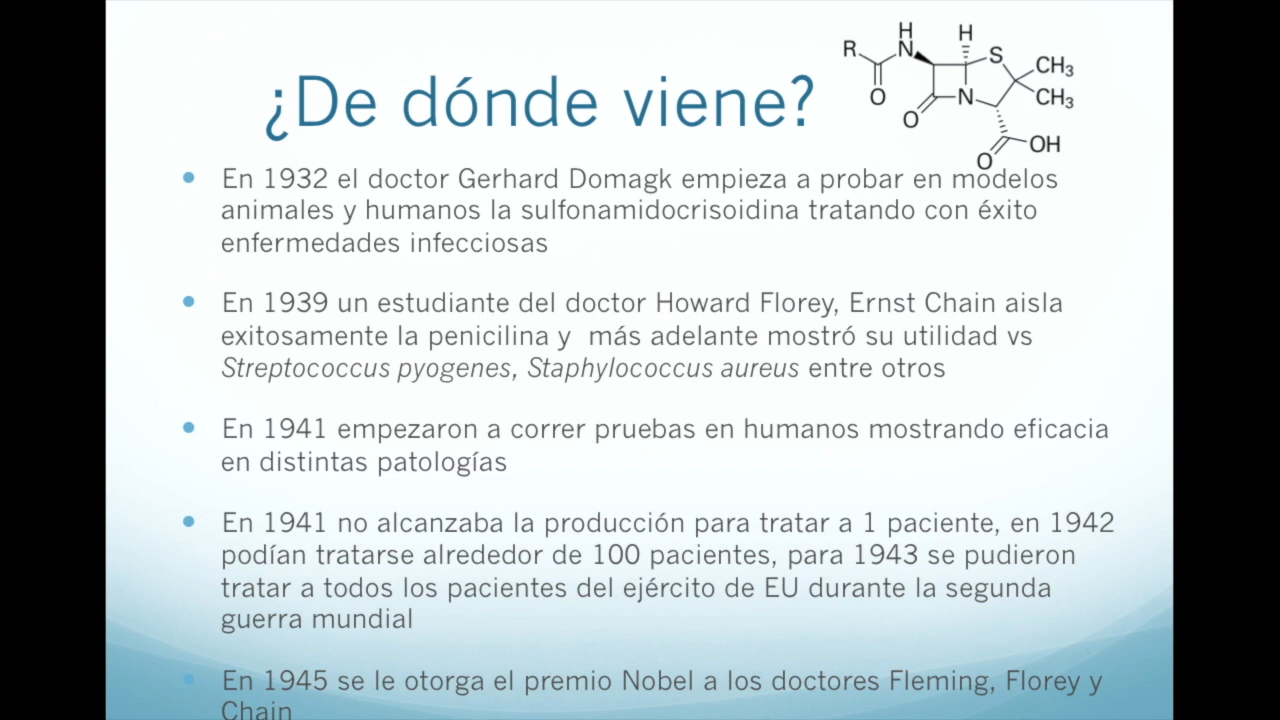 ¿De dónde viene?
H
H
R
N
S
CH3
O
N
CH3
O
OH
O
En 1932 el doctor Gerhard Domagk empieza a probar en modelos
animales y humanos la sulfonamidocrisoidina tratando con éxito
enfermedades infecciosas
En 1939 un estudiante del doctor Howard Florey, Ernst Chain aisla
exitosamente la penicilina y  más adelante mostró su utilidad vs
Streptococcus pyogenes, Staphylococcus aureus entre otros
En 1941 empezaron a correr pruebas en humanos mostrando eficacia
en distintas patologías
En 1941 no alcanzaba la producción para tratar a 1 paciente, en 1942
podían tratarse alrededor de 100 pacientes, para 1943 se pudieron
tratar a todos los pacientes del ejército de EU durante la segunda
guerra mundial
En 1945 se le otorga el premio Nobel a los doctores Fleming, Florey y
Chain